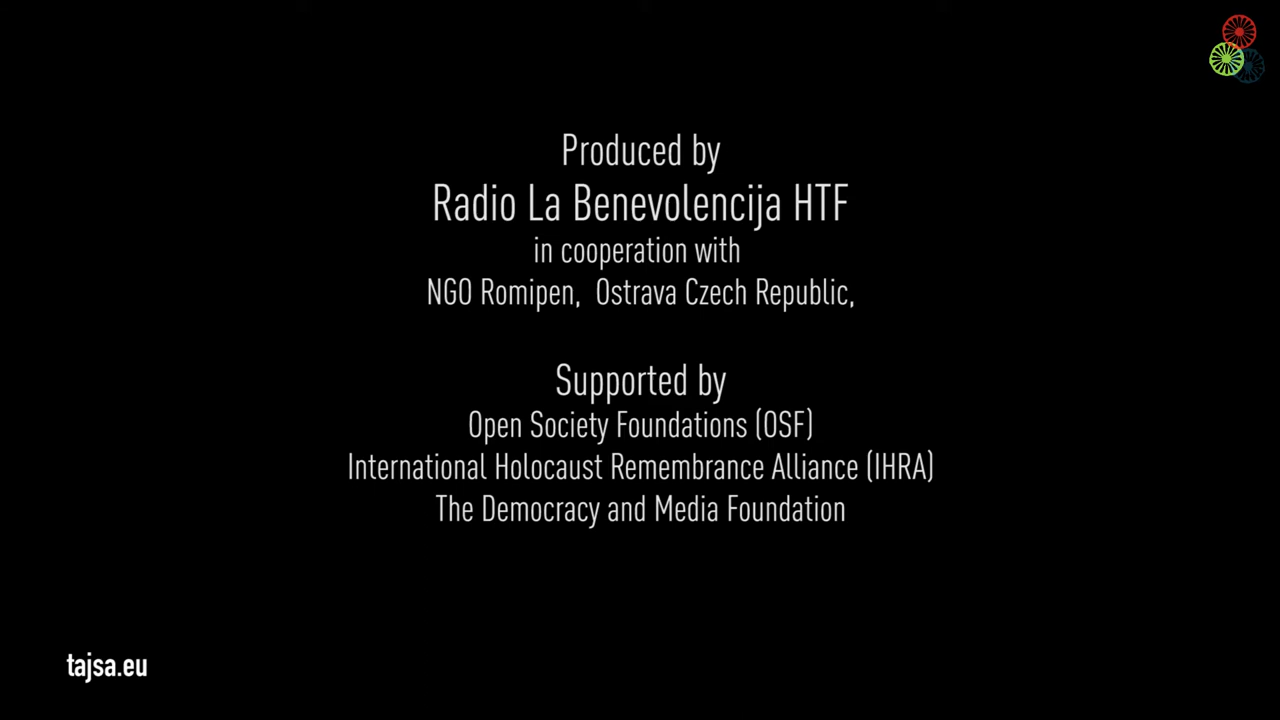 Produced by
Radio La Benevolencija HTF
in cooperation with
NGO Romipen, Ostrava Czech Republic,
Supported by
Open Society Foundations (OSF)
International Holocaust Remembrance Alliance (IHRA)
The Democracy and Media Foundation
tajsa.eu